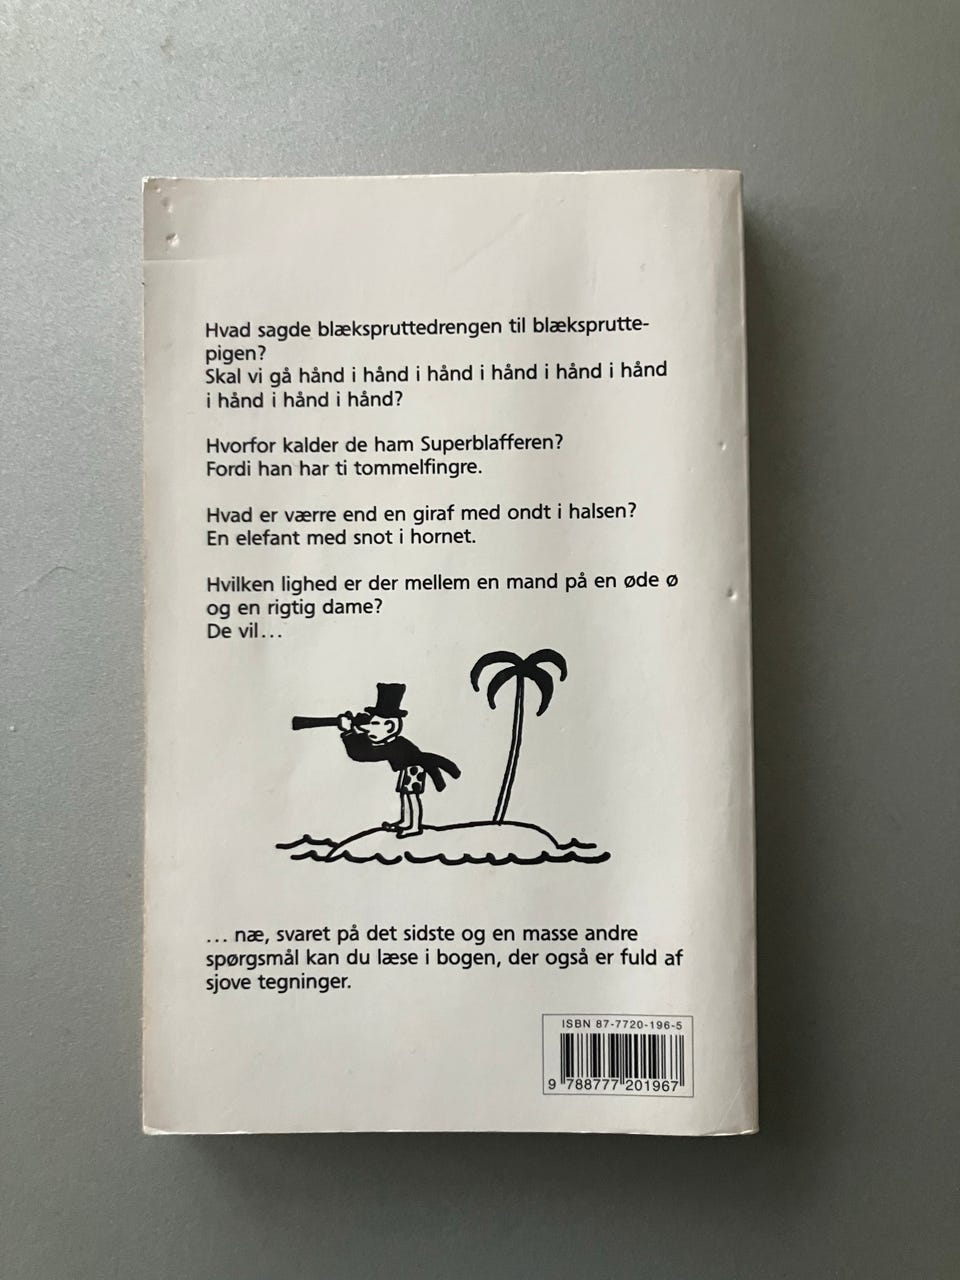 Hvad sagde blækspruttedrengen til blæksprutte-
pigen?
Skal vi gå hånd i hånd i hånd i hånd i hånd i hånd
i hånd i hånd i hånd?
Hvorfor kalder de ham Superblafferen?
Fordi han har ti tommelfingre.
Hvad er værre end en giraf med ondt i halsen?
En elefant med snot i hornet.
Hvilken lighed er der mellem en mand på en øde ø
og en rigtig dame?
De vil...
... næ, svaret på det sidste og en masse andre
spørgsmål kan du læse i bogen, der også er fuld af
sjove tegninger.
ISBN 87-7720-196-5
9 788777 201967